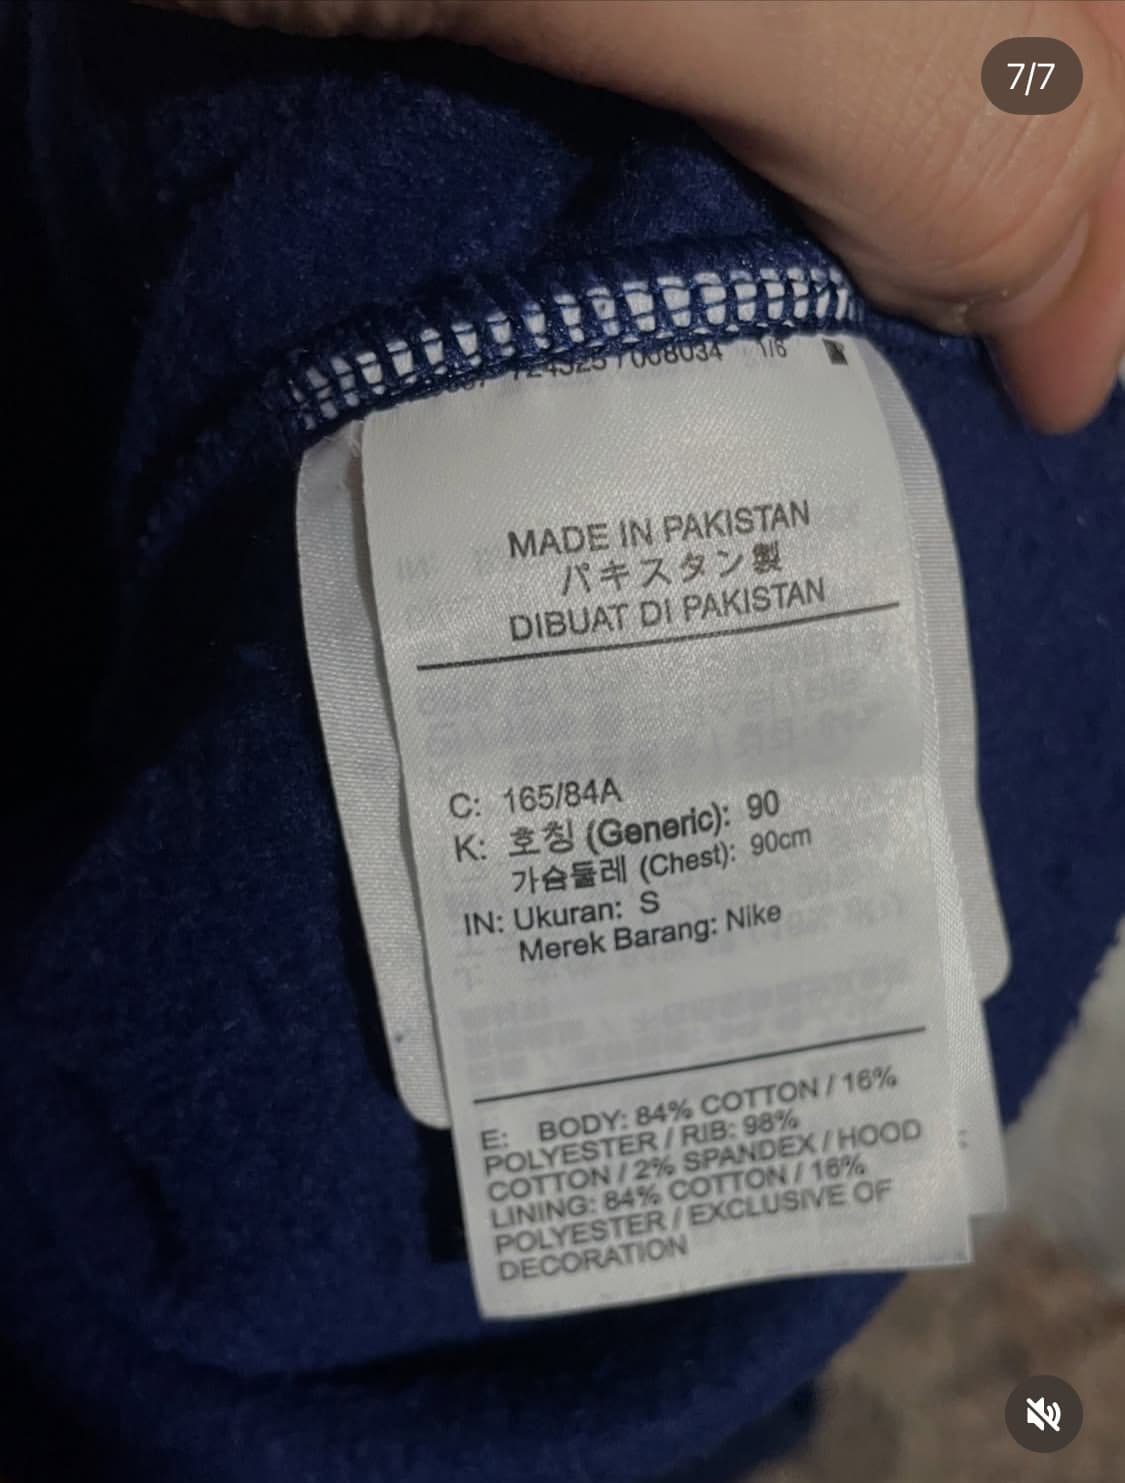 7/7
1/8
MADE IN PAKISTAN
パキスタン製
DIBUAT DI PAKISTAN
C: 165/84A
K: 호칭 (Generic): 90
가슴둘레 (Chest): 90cm
IN: Ukuran: S
Merek Barang: Nike
E: BODY: 84% COTTON / 16%
POLYESTER / RIB: 98%
COTTON / 2% SPANDEX / HOOD
LINING: 84% COTTON / 16%
POLYESTER / EXCLUSIVE OF
DECORATION